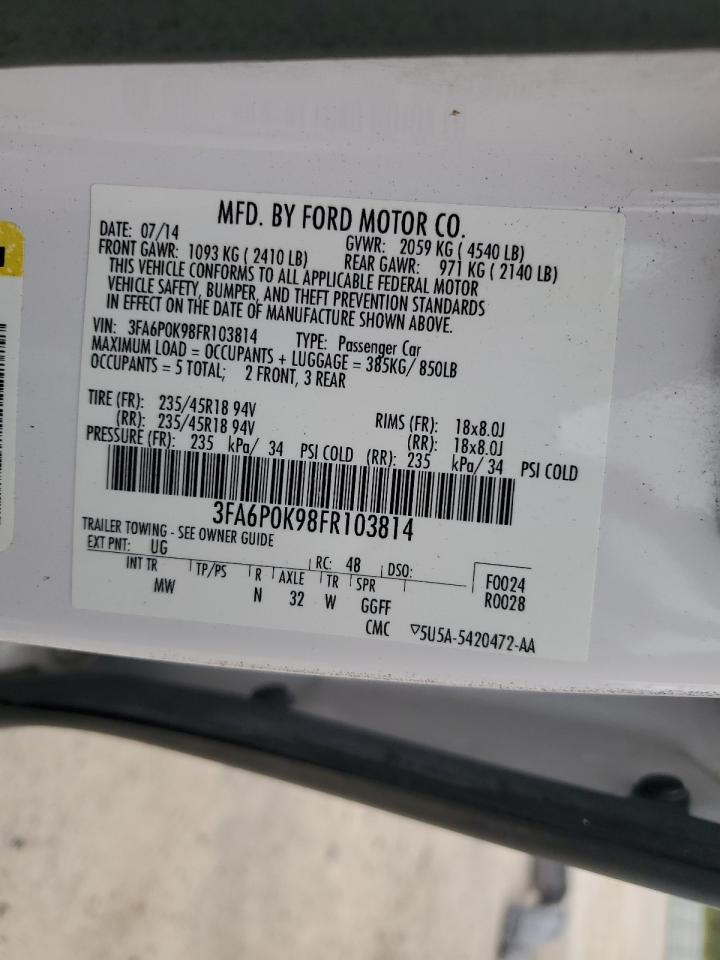 MFD. BY FORD MOTOR CO.
DATE: 07/14 GVWR: 2059 KG ( 4540 LB)
FRONT GAWR: 1093 KG ( 2410 LB) REAR GAWR: 971 KG ( 2140 LB)
THIS VEHICLE CONFORMS TO ALL APPLICABLE FEDERAL MOTOR
VEHICLE SAFETY, BUMPER, AND THEFT PREVENTION STANDARDS
IN EFFECT ON THE DATE OF MANUFACTURE SHOWN ABOVE.
VIN: 3FA6P0K98FR103814 TYPE: Passenger Car
MAXIMUM LOAD = OCCUPANTS + LUGGAGE = 385KG/ 850LB
OCCUPANTS = 5 TOTAL; 2 FRONT, 3 REAR
TIRE (FR): 235/45R18 94V RIMS (FR): 18x8.0J
(RR): 235/45R18 94V (RR): 18x8.0J
PRESSURE (FR): 235 kPa/ 34 PSI COLD (RR): 235 kPa/ 34 PSI COLD
3FA6P0K98FR103814
TRAILER TOWING - SEE OWNER GUIDE
EXT PNT: UG RC: 48 DSO: F0024
INT TR TP/PS R AXLE TR SPR R0028
MW N 32 W GGFF
CMC ▽5U5A-5420472-AA